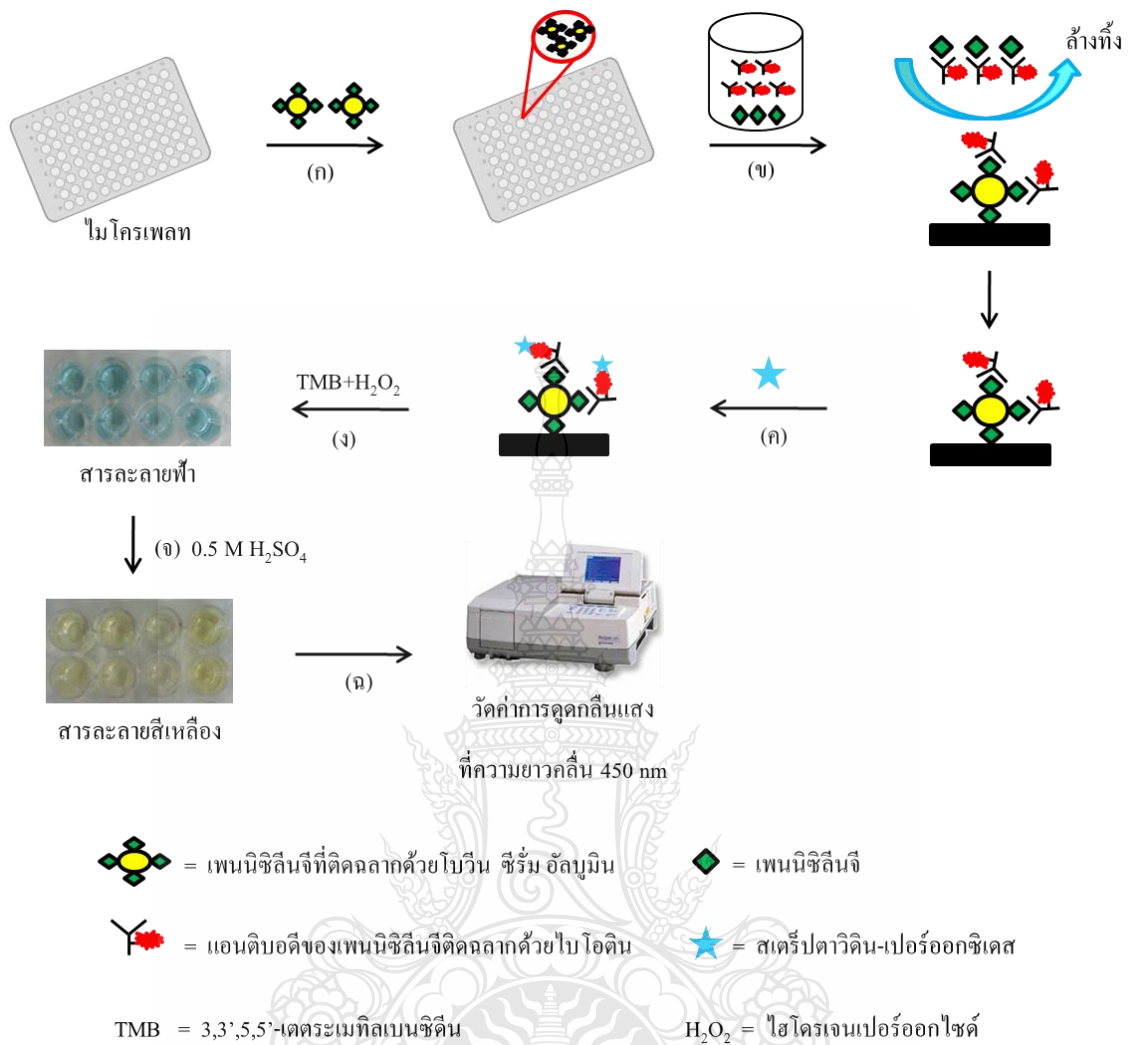 ล้างทิ้ง
(ก)
(ข)
ไมโครเพลท
TMB+H₂O₂
(ง)
(ค)
สารละลายฟ้า
(จ) 0.5 M H₂SO₄
(ฉ)
วัดค่าการดูดกลืนแสง
สารละลายสีเหลือง
ที่ความยาวคลื่น 450 nm
= เพนนิซิลีนจีที่ติดฉลากด้วยโบวีน ซีรั่ม อัลบูมิน
= เพนนิซิลีนจี
= แอนติบอดีของเพนนิซิลีนจีติดฉลากด้วยไบโอติน
= สเตร็ปตาวิดิน-เปอร์ออกซิเดส
TMB = 3,3’,5,5’-เตตระเมทิลเบนซิดีน
H₂O₂ = ไฮโดรเจนเปอร์ออกไซด์